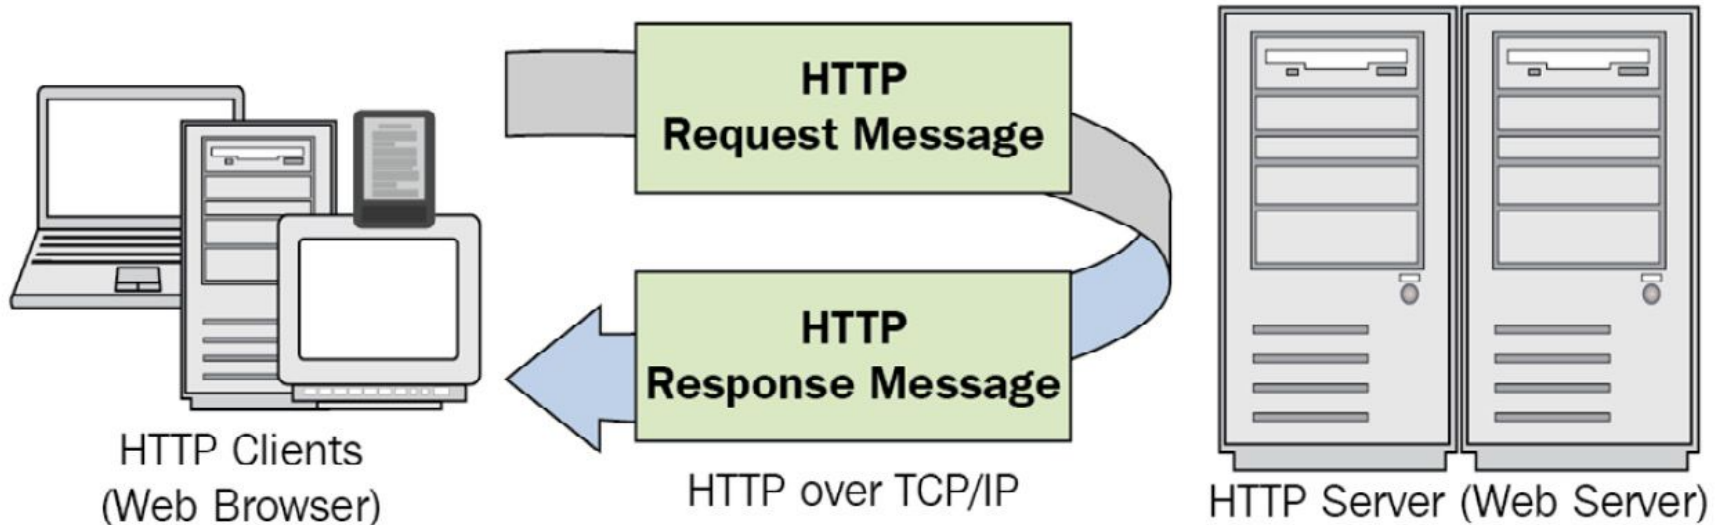 HTTP
Request Message
HTTP
Response Message
HTTP Clients
(Web Browser)
HTTP over TCP/IP
HTTP Server (Web Server)